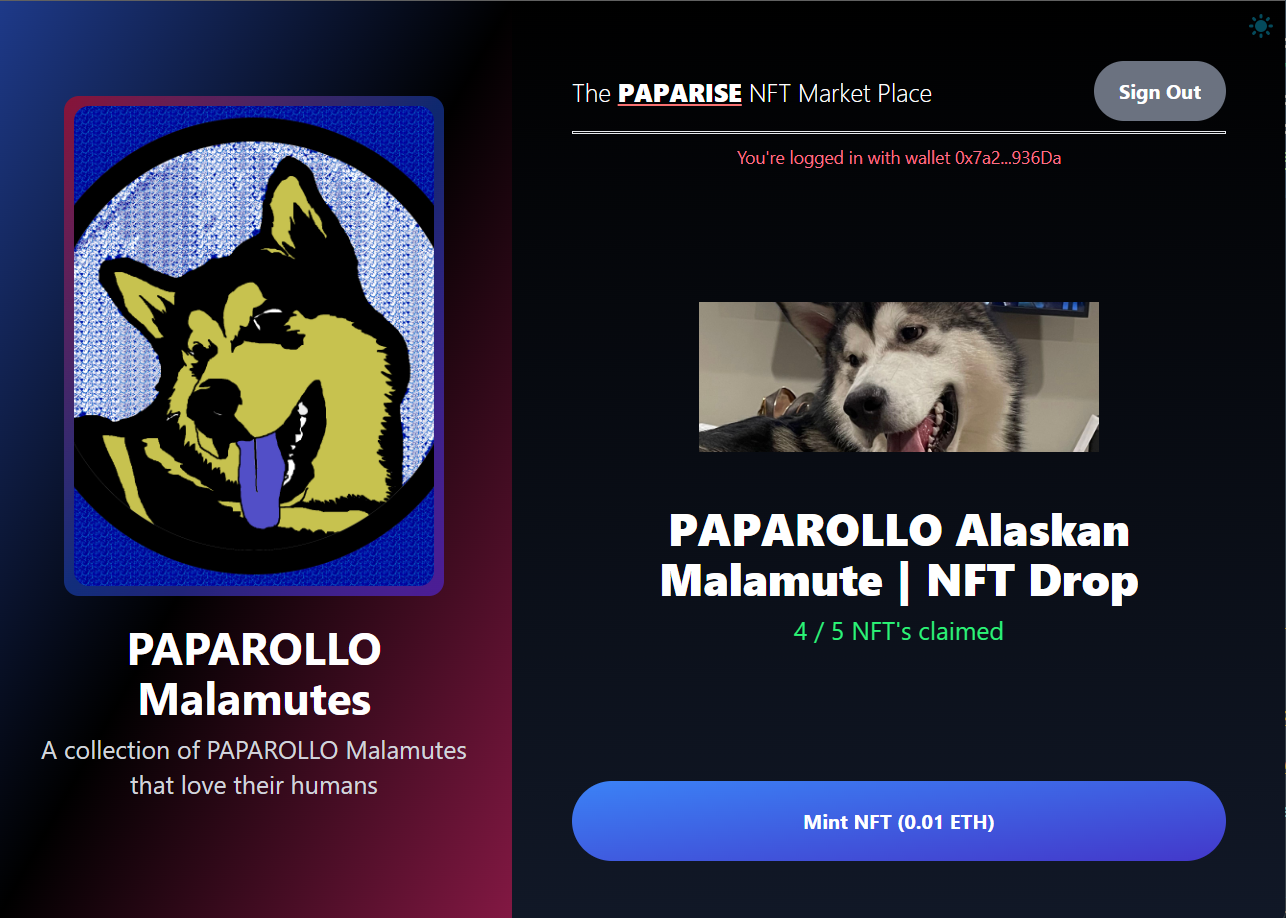 The PAPARISE NFT Market Place
Sign Out
You're logged in with wallet 0x7a2...936Da
PAPAROLLO
Malamutes
A collection of PAPAROLLO Malamutes
that love their humans
PAPAROLLO Alaskan
Malamute | NFT Drop
4 / 5 NFT's claimed
Mint NFT (0.01 ETH)